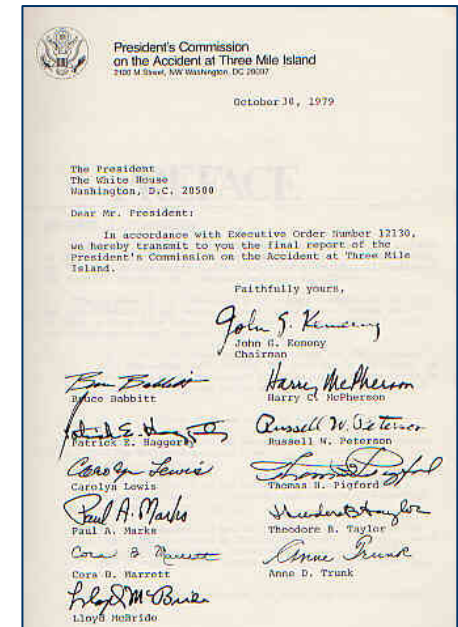 President's Commission
on the Accident at Three Mile Island
2100 M Street, NW Washington, DC 20037
October 30, 1979
The President
The White House
Washington, D.C. 20500
Dear Mr. President:
In accordance with Executive Order Number 12130,
we hereby transmit to you the final report of the
President's Commission on the Accident at Three Mile
Island.
Faithfully yours,
John G. Kemeny
John G. Kemeny
Chairman
Bruce Babbitt
Bruce Babbitt
Harry McPherson
Harry C. McPherson
Patrick E. Haggerty
Patrick E. Haggerty
Russell W. Peterson
Russell W. Peterson
Carolyn Lewis
Carolyn Lewis
Thomas H. Pigford
Thomas H. Pigford
Paul A. Marks
Paul A. Marks
Theodore B. Taylor
Theodore B. Taylor
Cora B Marrett
Cora B. Marrett
Anne Trunk
Anne D. Trunk
Lloyd McBride
Lloyd McBride